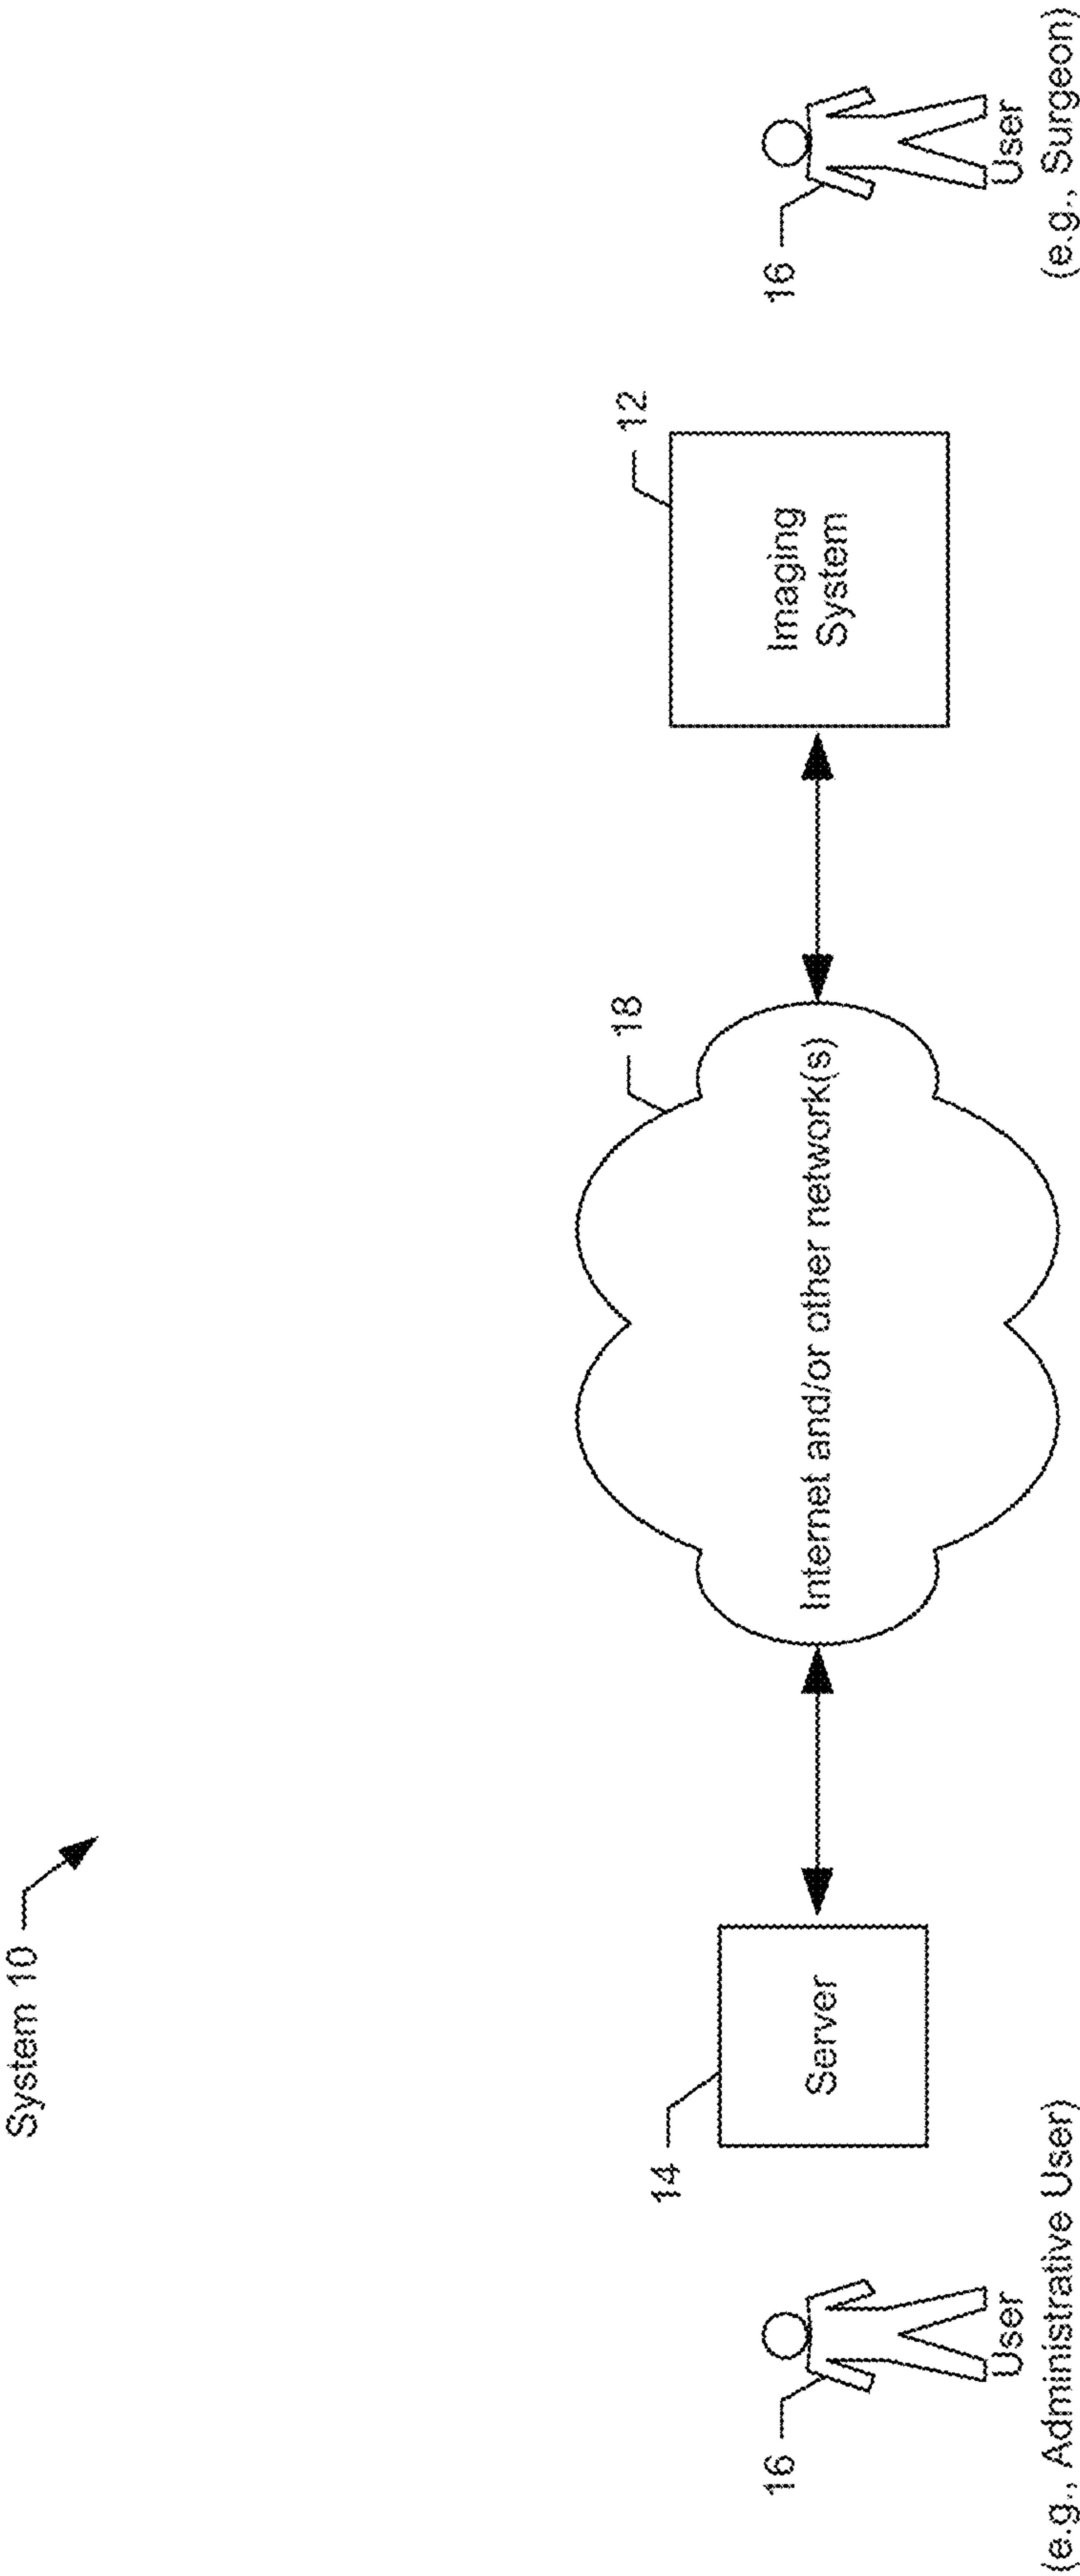 System 10
16
User
(e.g., Administrative User)
14
Server
18
Internet and/or other network(s)
12
Imaging
System
16
User
(e.g., Surgeon)